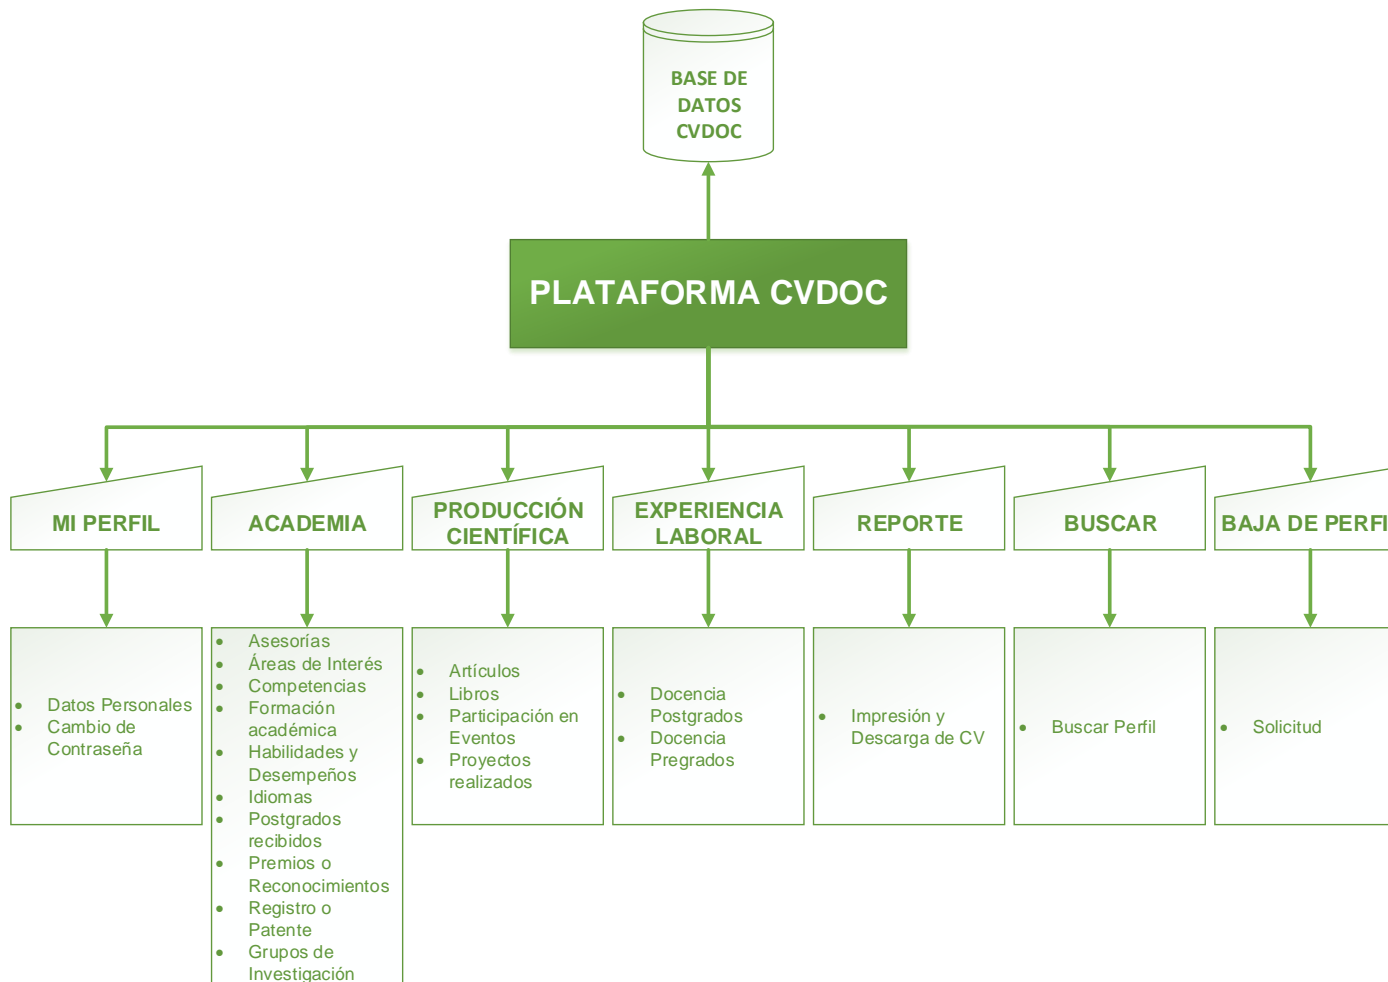 BASE DE
DATOS
CVDOC
PLATAFORMA CVDOC
MI PERFIL
ACADEMIA
PRODUCCIÓN
CIENTÍFICA
EXPERIENCIA
LABORAL
REPORTE
BUSCAR
BAJA DE PERFI
• Datos Personales
• Cambio de
Contraseña
• Asesorías
• Áreas de Interés
• Competencias
• Formación
académica
• Habilidades y
Desempeños
• Idiomas
• Postgrados
recibidos
• Premios o
Reconocimientos
• Registro o
Patente
• Grupos de
Investigación
• Artículos
• Libros
• Participación en
Eventos
• Proyectos
realizados
• Docencia
Postgrados
• Docencia
Pregrados
• Impresión y
Descarga de CV
• Buscar Perfil
• Solicitud